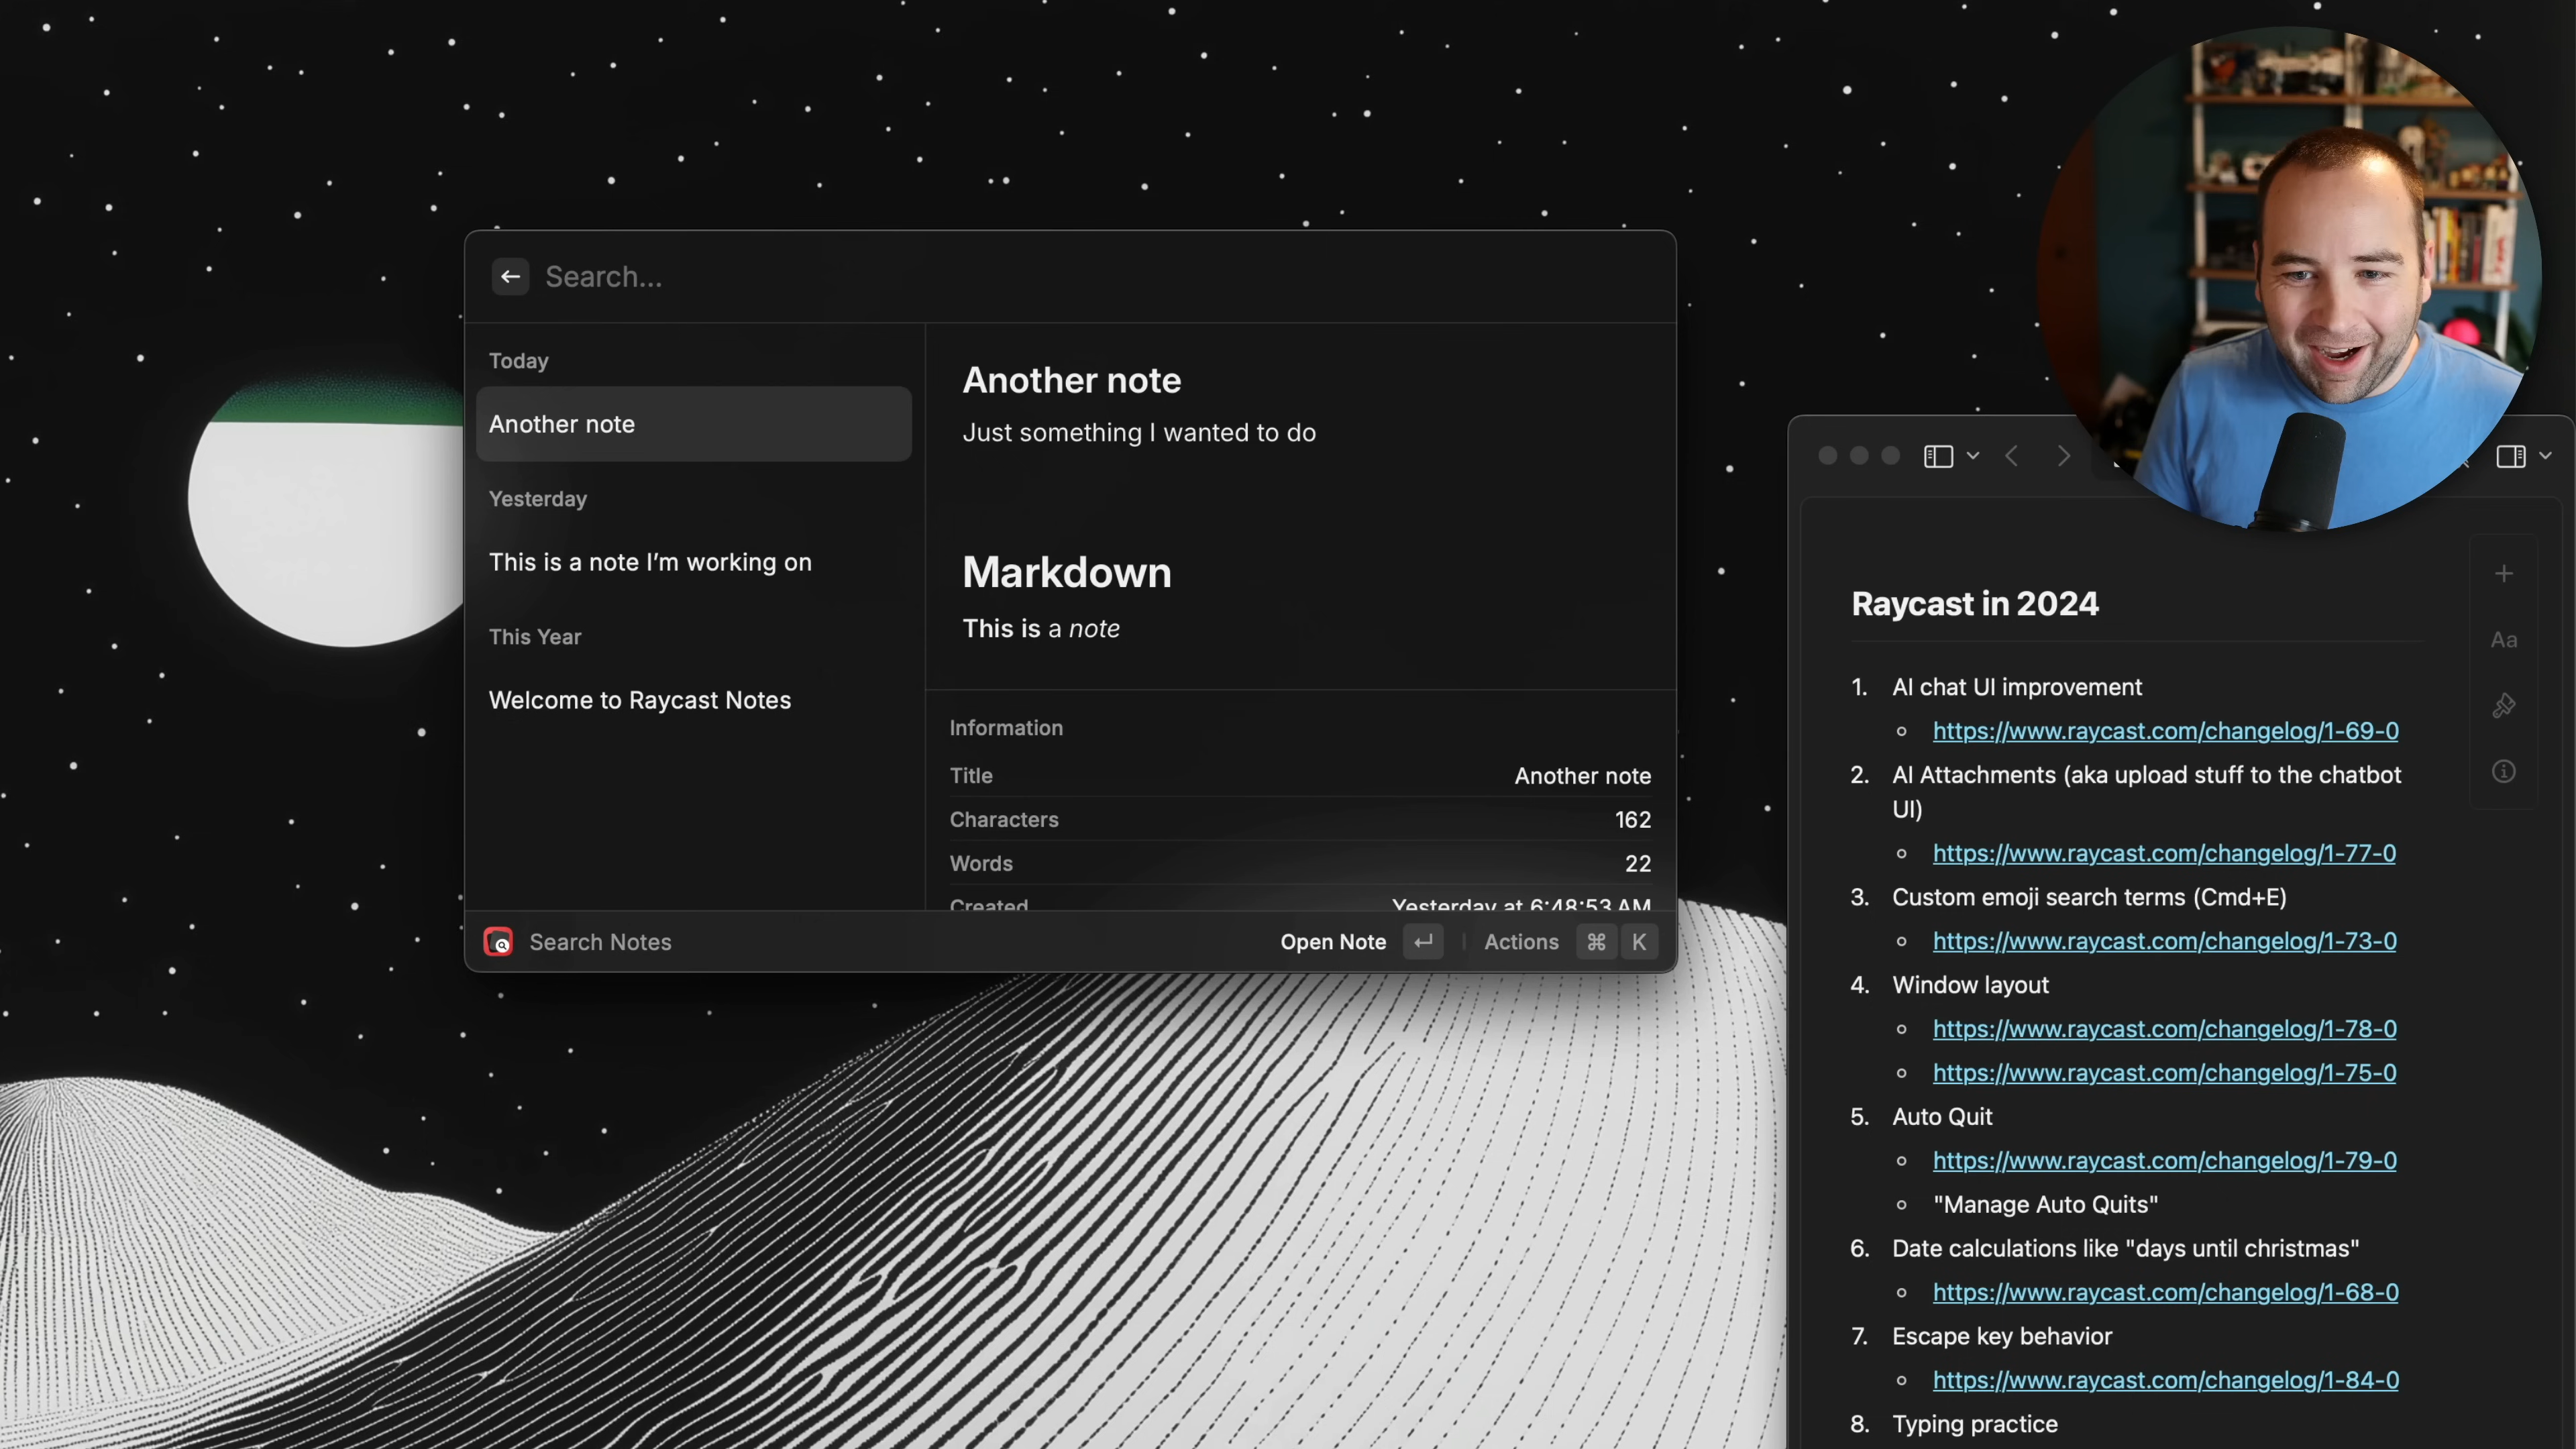 Search...
Today
Another note
Yesterday
This is a note I'm working on
This Year
Welcome to Raycast Notes
Another note
Just something I wanted to do
Markdown
This is a note
Information
Title
Another note
Characters
162
Words
22
Created
Yesterday at 6:48:53 AM
Search Notes
Open Note
Actions
⌘ K
Raycast in 2024
1. AI chat UI improvement
https://www.raycast.com/changelog/1-69-0
2. AI Attachments (aka upload stuff to the chatbot
UI)
https://www.raycast.com/changelog/1-77-0
3. Custom emoji search terms (Cmd+E)
https://www.raycast.com/changelog/1-73-0
4. Window layout
https://www.raycast.com/changelog/1-78-0
https://www.raycast.com/changelog/1-75-0
5. Auto Quit
https://www.raycast.com/changelog/1-79-0
"Manage Auto Quits"
6. Date calculations like "days until christmas"
https://www.raycast.com/changelog/1-68-0
7. Escape key behavior
https://www.raycast.com/changelog/1-84-0
8. Typing practice
Aa